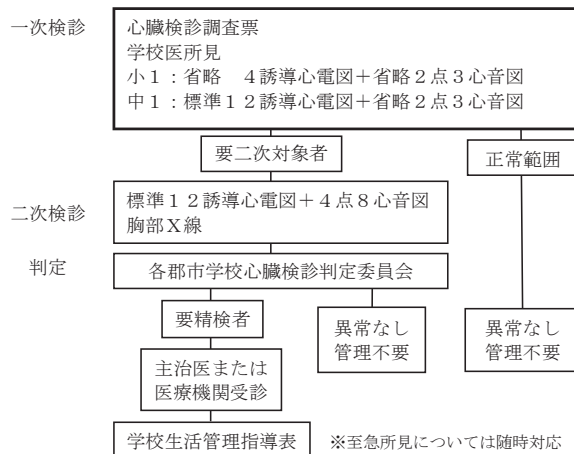 一次検診
心臓検診調査票
学校医所見
小1：省略　4誘導心電図＋省略2点3心音図
中1：標準12誘導心電図＋省略2点3心音図
要二次対象者
正常範囲
二次検診
標準12誘導心電図＋4点8心音図
胸部X線
判定
各郡市学校心臓検診判定委員会
要精検者
異常なし
管理不要
異常なし
管理不要
主治医または
医療機関受診
学校生活管理指導表
※至急所見については随時対応